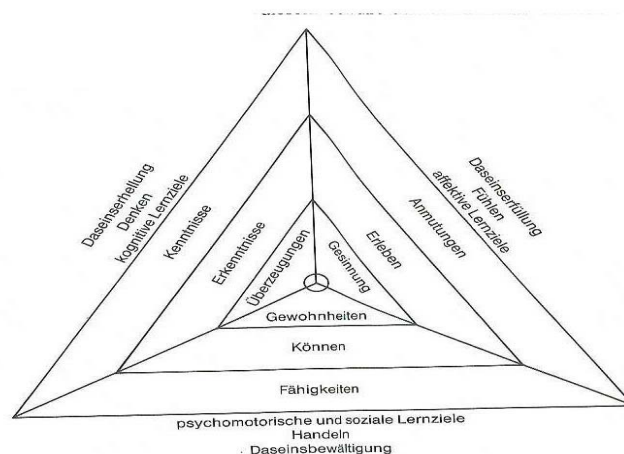 Daseinserhellung
Denken
kognitive Lernziele
Kenntnisse
Erkenntnisse
Überzeugungen
Daseinserfüllung
Fühlen
affektive Lernziele
Anmutungen
Erleben
Gesinnung
Gewohnheiten
Können
Fähigkeiten
psychomotorische und soziale Lernziele
Handeln
Daseinsbewältigung